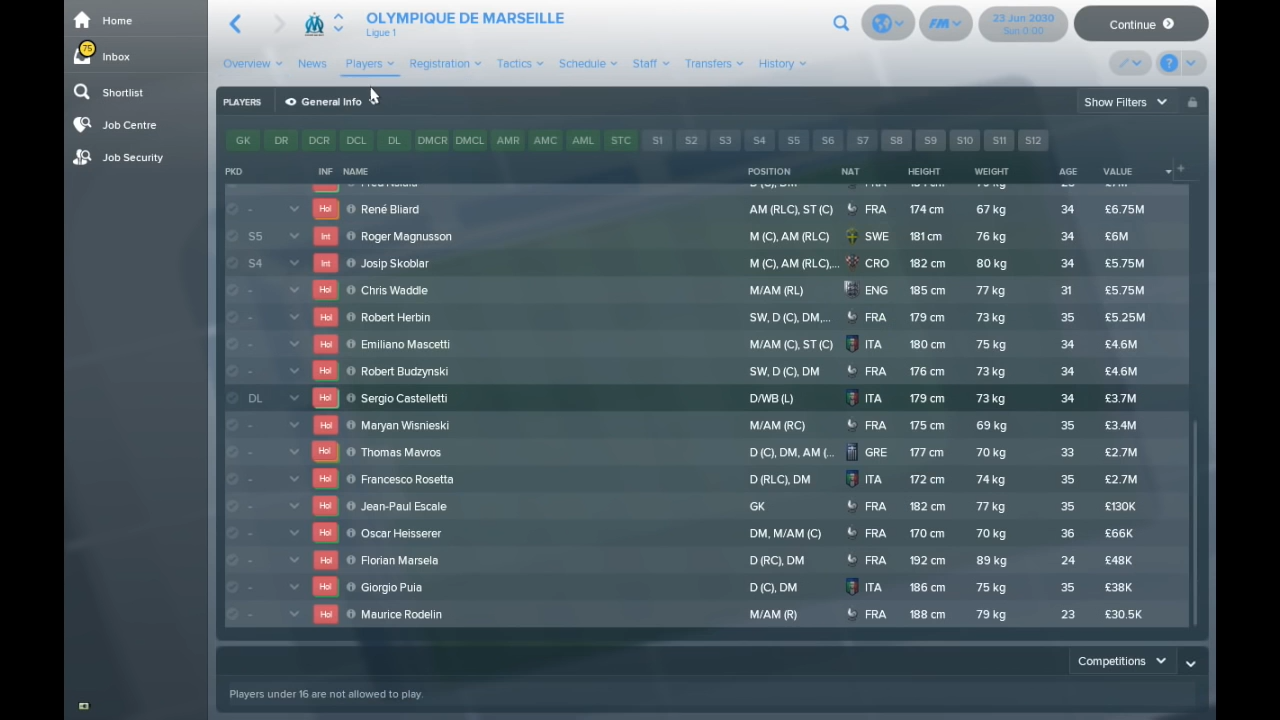 Home
75
Inbox
Shortlist
Job Centre
Job Security
OLYMPIQUE DE MARSEILLE
Ligue 1
FM
23 Jun 2030
Sun 0:00
Continue
Overview News Players Registration Tactics Schedule Staff Transfers History
?
PLAYERS General Info Show Filters
GK DR DCR DCL DL DMCR DMCL AMR AMC AML STC S1 S2 S3 S4 S5 S6 S7 S8 S9 S10 S11 S12
PKD INF NAME POSITION NAT HEIGHT WEIGHT AGE VALUE +
- Hol René Bliard AM (RLC), ST (C) FRA 174 cm 67 kg 34 £6.75M
S5 Int Roger Magnusson M (C), AM (RLC) SWE 181 cm 76 kg 34 £6M
S4 Int Josip Skoblar M (C), AM (RLC),... CRO 182 cm 80 kg 34 £5.75M
- Hol Chris Waddle M/AM (RL) ENG 185 cm 77 kg 31 £5.75M
- Hol Robert Herbin SW, D (C), DM,... FRA 179 cm 73 kg 35 £5.25M
- Hol Emiliano Mascetti M/AM (C), ST (C) ITA 180 cm 75 kg 34 £4.6M
- Hol Robert Budzynski SW, D (C), DM FRA 176 cm 73 kg 34 £4.6M
DL Hol Sergio Castelletti D/WB (L) ITA 179 cm 73 kg 34 £3.7M
- Hol Maryan Wisnieski M/AM (RC) FRA 175 cm 69 kg 35 £3.4M
- Hol Thomas Mavros D (C), DM, AM (... GRE 177 cm 70 kg 33 £2.7M
- Hol Francesco Rosetta D (RLC), DM ITA 172 cm 74 kg 35 £2.7M
- Hol Jean-Paul Escale GK FRA 182 cm 77 kg 35 £130K
- Hol Oscar Heisserer DM, M/AM (C) FRA 170 cm 70 kg 36 £66K
- Hol Florian Marsela D (RC), DM FRA 192 cm 89 kg 24 £48K
- Hol Giorgio Puia D (C), DM ITA 186 cm 75 kg 35 £38K
- Hol Maurice Rodelin M/AM (R) FRA 188 cm 79 kg 23 £30.5K
Competitions
Players under 16 are not allowed to play.